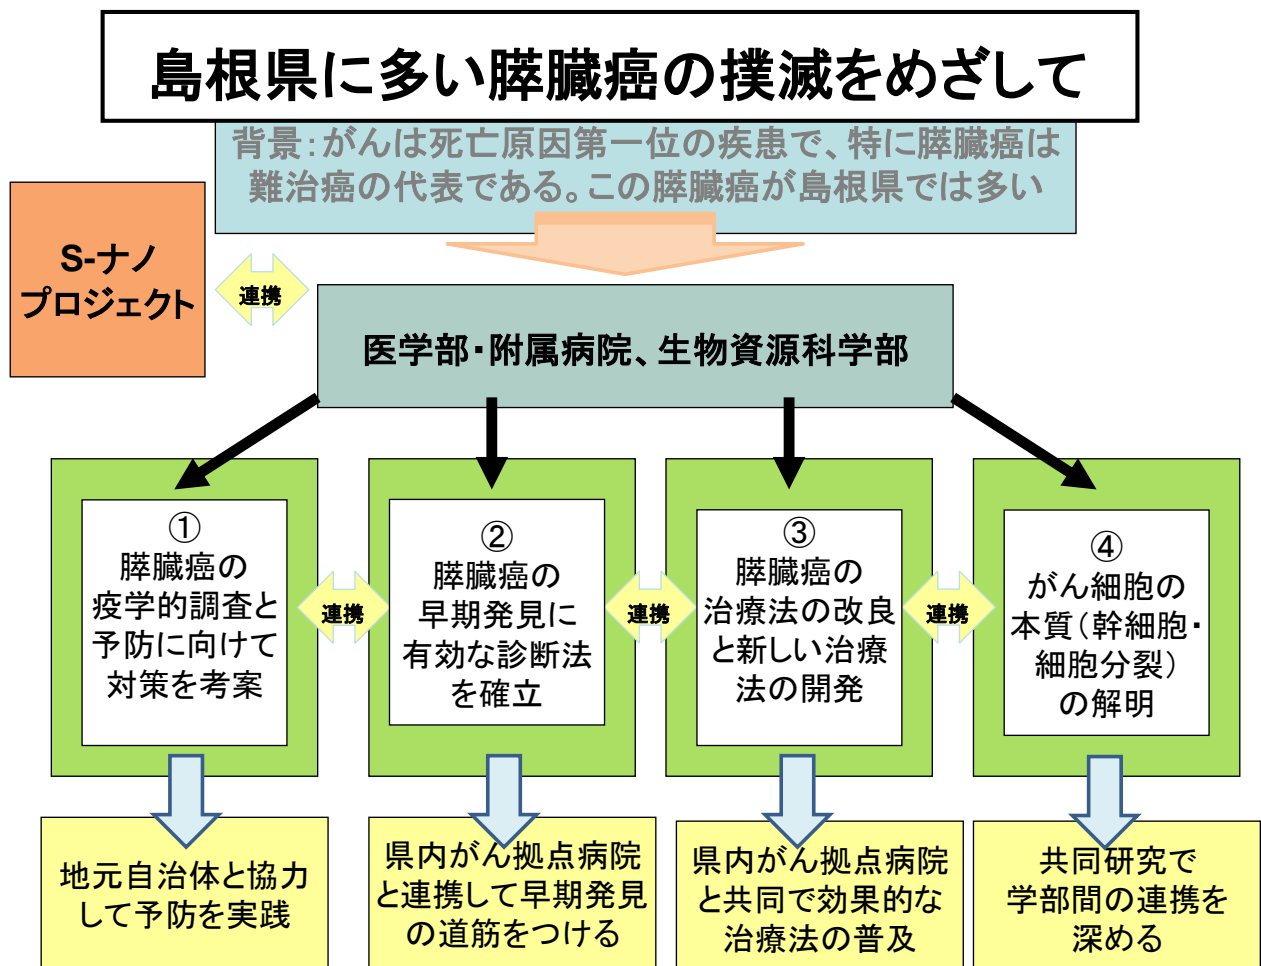 島根県に多い膵臓癌の撲滅をめざして
背景：がんは死亡原因第一位の疾患で、特に膵臓癌は
難治癌の代表である。この膵臓癌が島根県では多い
S-ナノ
プロジェクト
連携
医学部・附属病院、生物資源科学部
①
膵臓癌の
疫学的調査と
予防に向けて
対策を考案
連携
②
膵臓癌の
早期発見に
有効な診断法
を確立
連携
③
膵臓癌の
治療法の改良
と新しい治療
法の開発
連携
④
がん細胞の
本質（幹細胞・
細胞分裂）
の解明
地元自治体と協力
して予防を実践
県内がん拠点病院
と連携して早期発見
の道筋をつける
県内がん拠点病院
と共同で効果的な
治療法の普及
共同研究で
学部間の連携を
深める